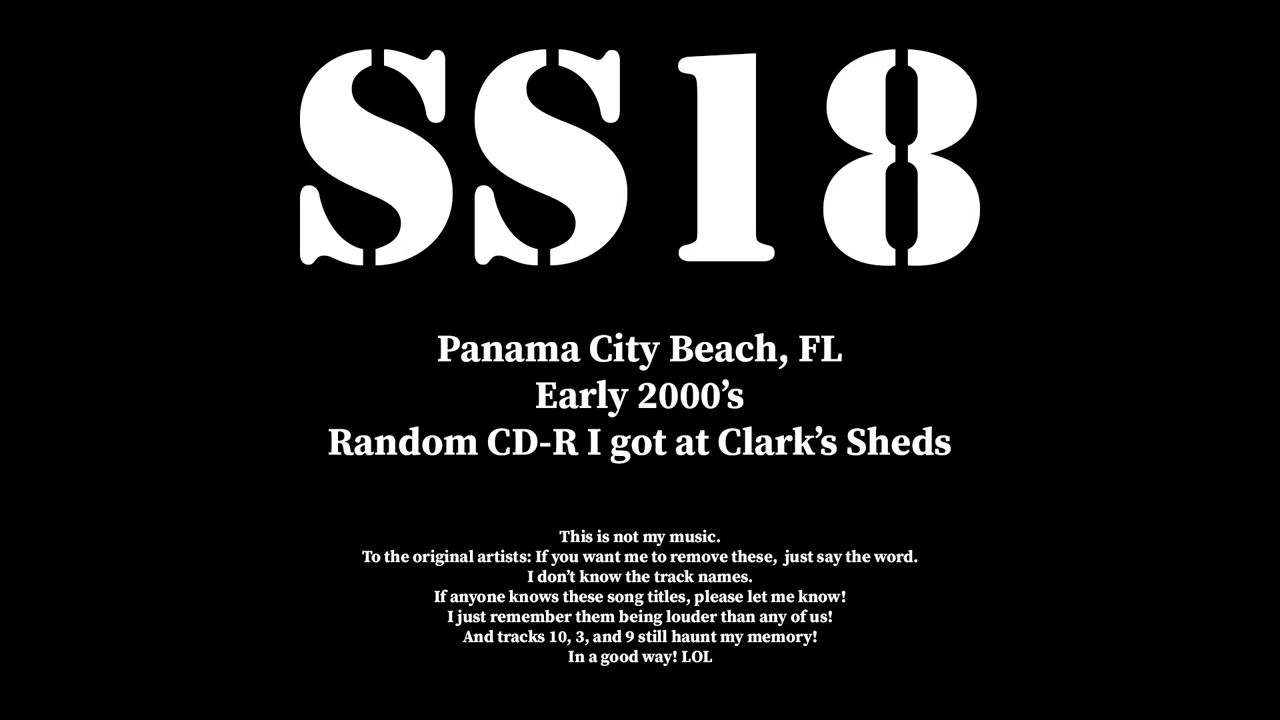 SS18
Panama City Beach, FL
Early 2000’s
Random CD-R I got at Clark’s Sheds
This is not my music.
To the original artists: If you want me to remove these,  just say the word.
I don’t know the track names.
If anyone knows these song titles, please let me know!
I just remember them being louder than any of us!
And tracks 10, 3, and 9 still haunt my memory!
In a good way! LOL